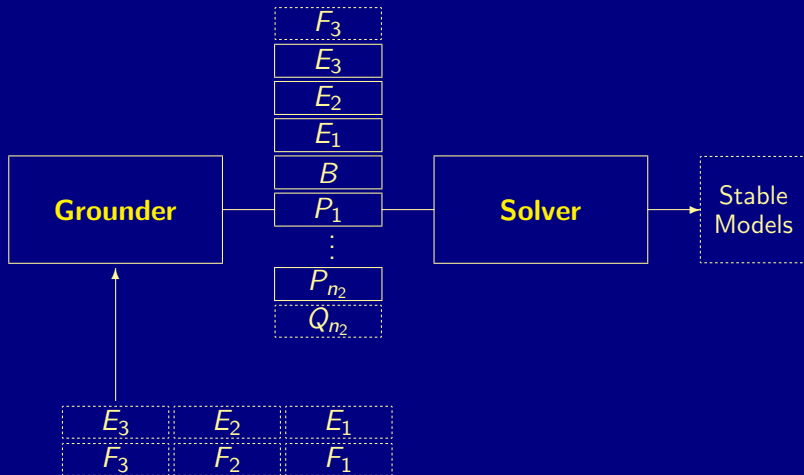 F₃
E₃
E₂
E₁
B
Grounder
P₁
Solver
Stable
Models
⋮
Pₙ₂
Qₙ₂
E₃ E₂ E₁
F₃ F₂ F₁